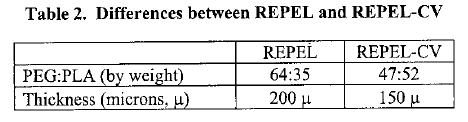 Table 2. Differences between REPEL and REPEL-CV
REPEL REPEL-CV
PEG:PLA (by weight) 64:35 47:52
Thickness (microns, μ) 200 μ 150 μ